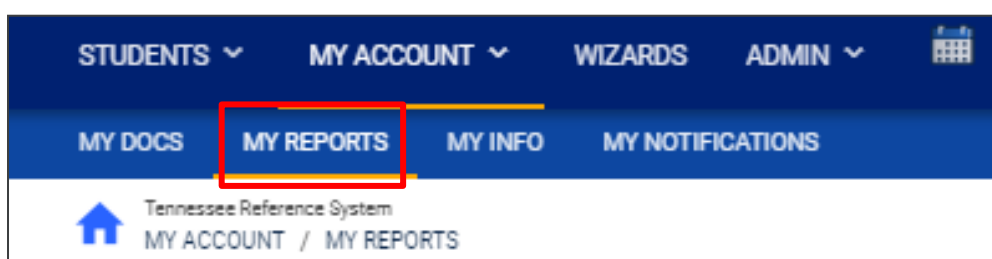 STUDENTS MY ACCOUNT WIZARDS ADMIN
MY DOCS MY REPORTS MY INFO MY NOTIFICATIONS
Tennessee Reference System
MY ACCOUNT / MY REPORTS